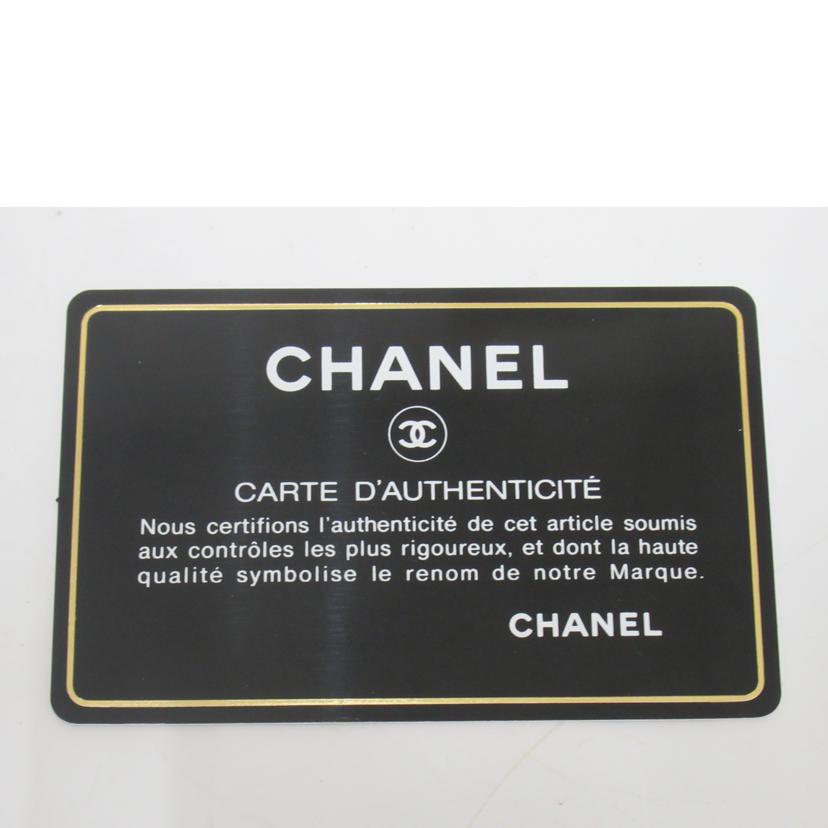 CHANEL
CARTE D'AUTHENTICITÉ
Nous certifions l'authenticité de cet article soumis
aux contrôles les plus rigoureux, et dont la haute
qualité symbolise le renom de notre Marque.
CHANEL